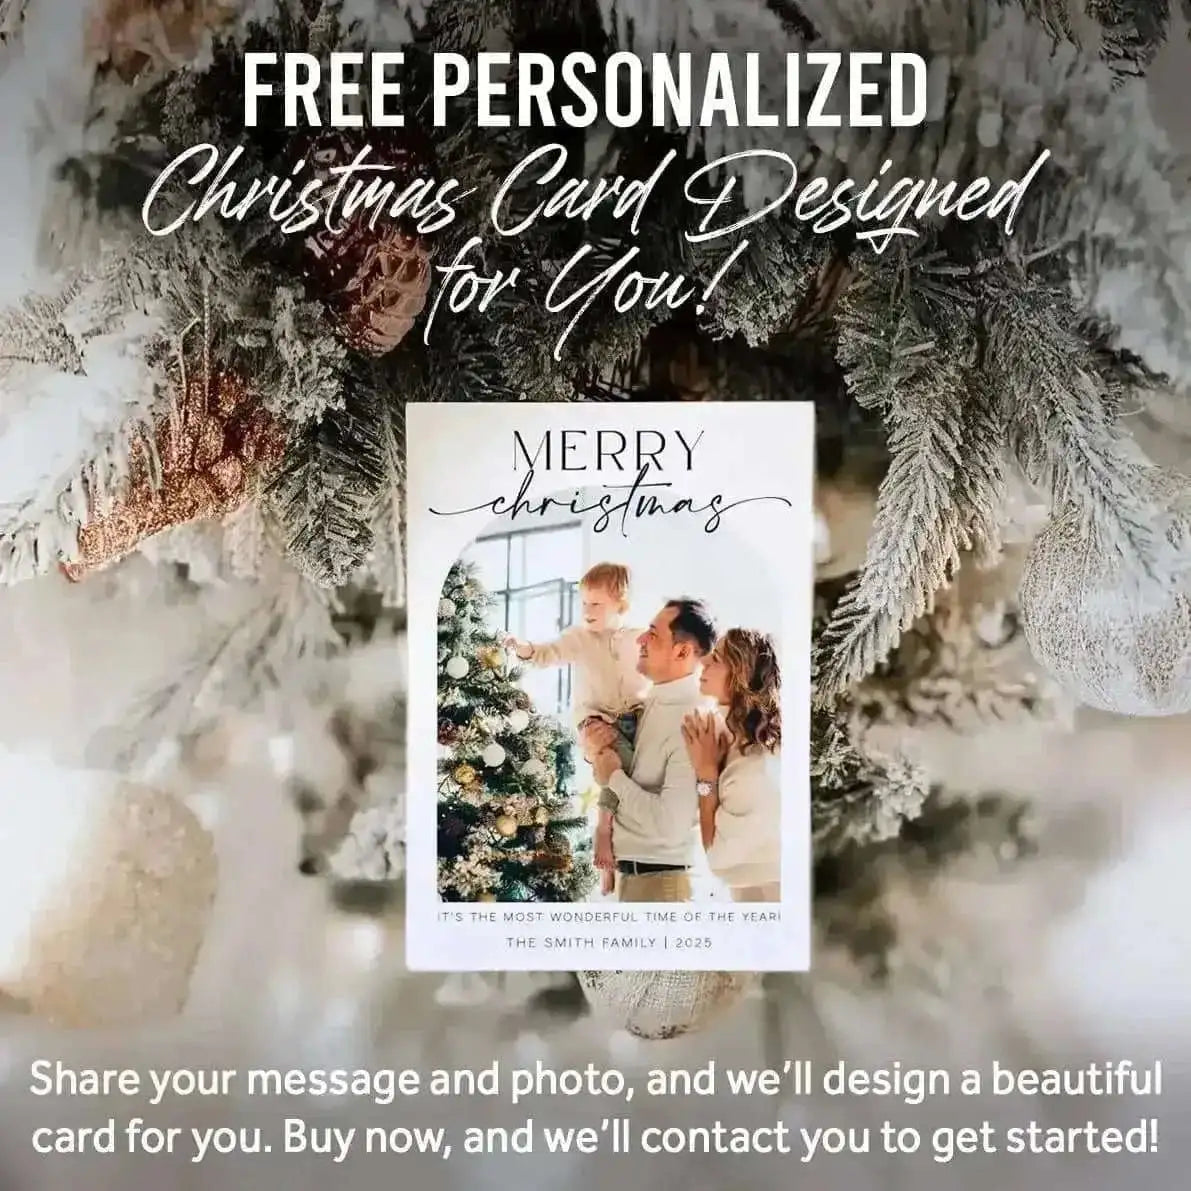 FREE PERSONALIZED
Christmas Card Designed
for You!
MERRY
christmas
IT'S THE MOST WONDERFUL TIME OF THE YEAR!
THE SMITH FAMILY | 2025
Share your message and photo, and we’ll design a beautiful
card for you. Buy now, and we’ll contact you to get started!